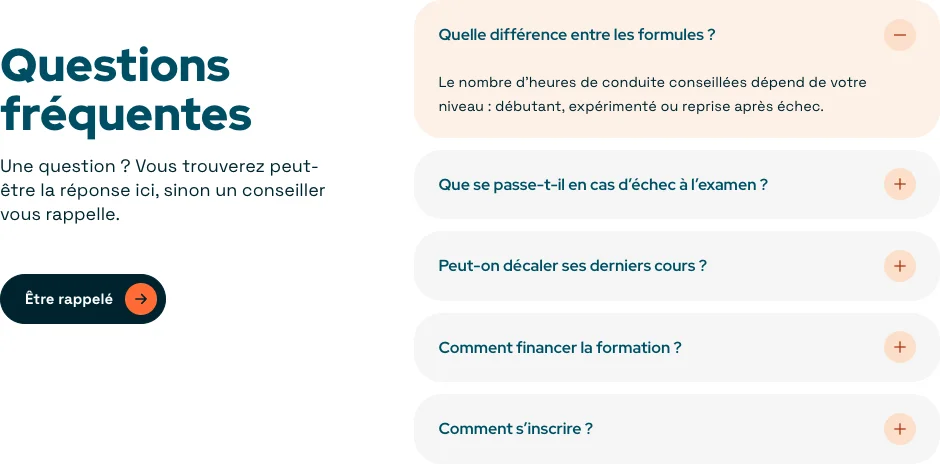 Questions
fréquentes
Une question ? Vous trouverez peut-
être la réponse ici, sinon un conseiller
vous rappelle.
Être rappelé
Quelle différence entre les formules ?
Le nombre d’heures de conduite conseillées dépend de votre
niveau : débutant, expérimenté ou reprise après échec.
Que se passe-t-il en cas d’échec à l’examen ?
Peut-on décaler ses derniers cours ?
Comment financer la formation ?
Comment s’inscrire ?